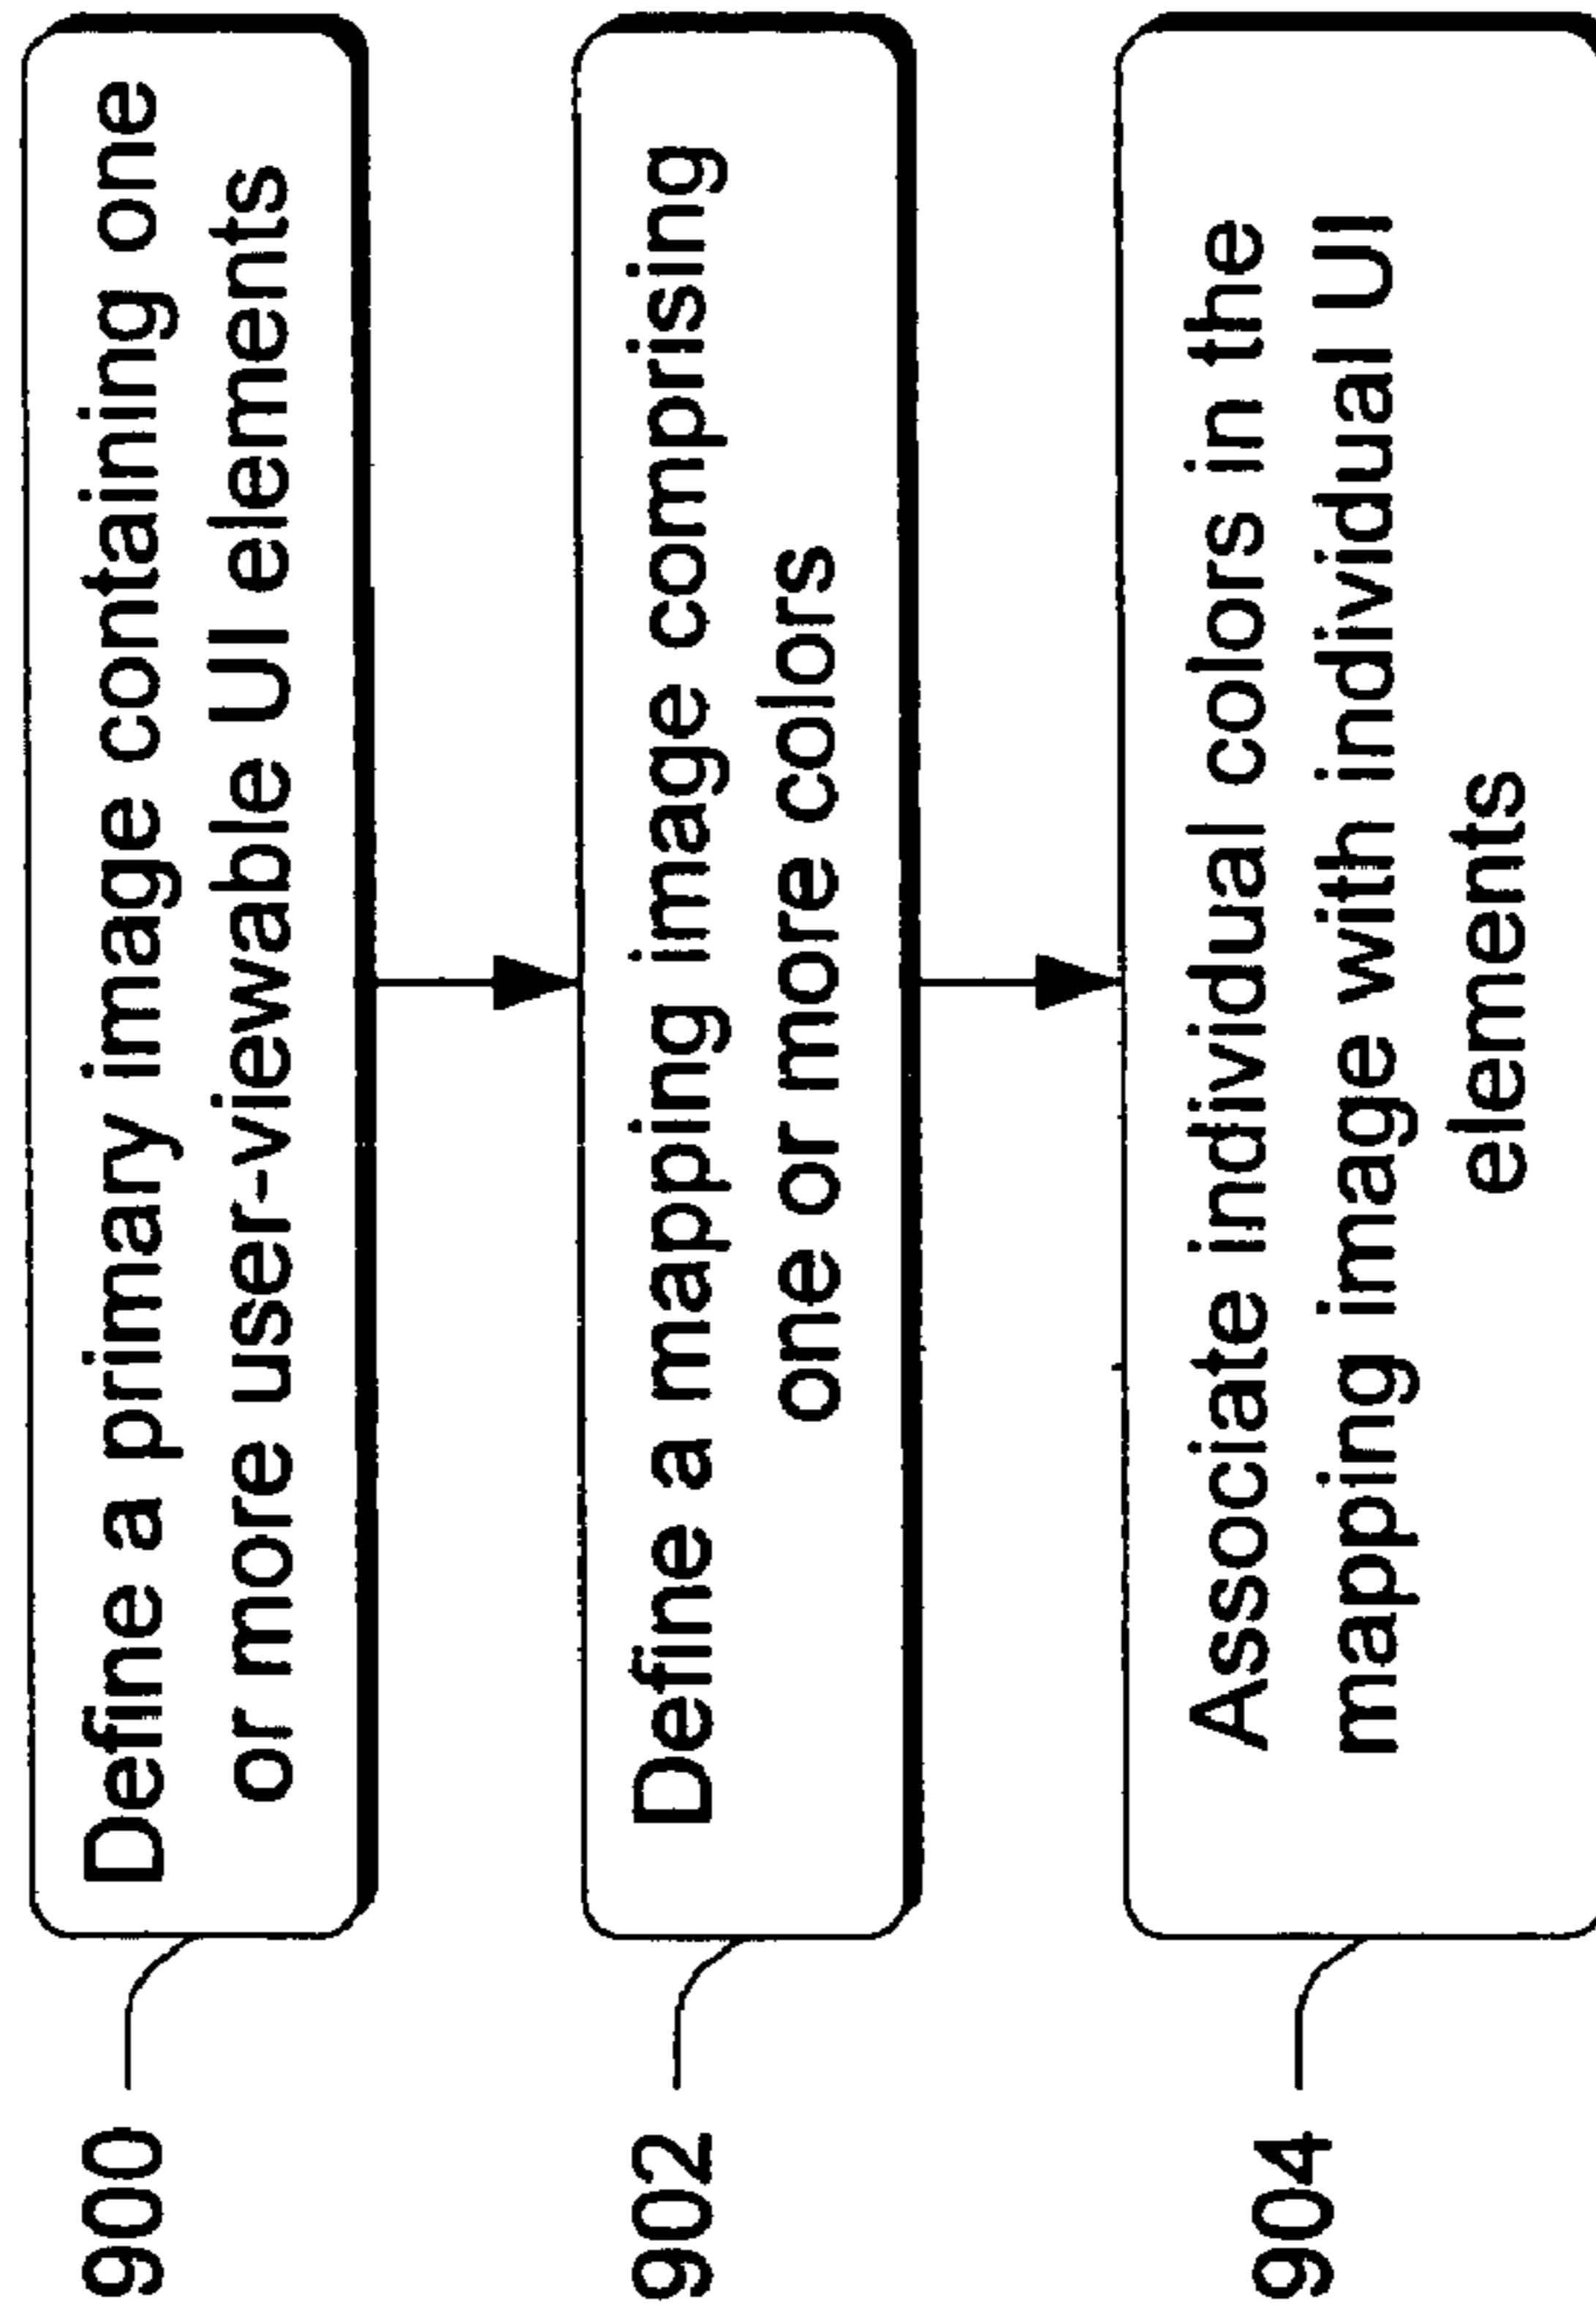 900
Define a primary image containing one
or more user-viewable UI elements
902
Define a mapping image comprising
one or more colors
904
Associate individual colors in the
mapping image with individual UI
elements